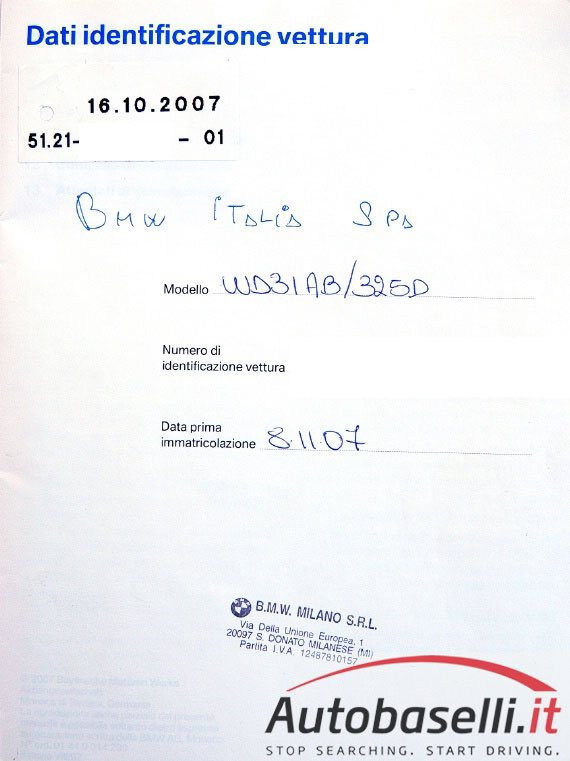 Dati identificazione vettura
16.10.2007
51.21- - 01
BMW ITALIA SPA
Modello WD31AB/325D
Numero di
identificazione vettura
Data prima
immatricolazione 8.11.07
B.M.W. MILANO S.R.L.
Via Della Unione Europea, 1
20097 S. DONATO MILANESE (MI)
Partita I.V.A. 12487810157
Autobaselli.it
STOP SEARCHING. START DRIVING.